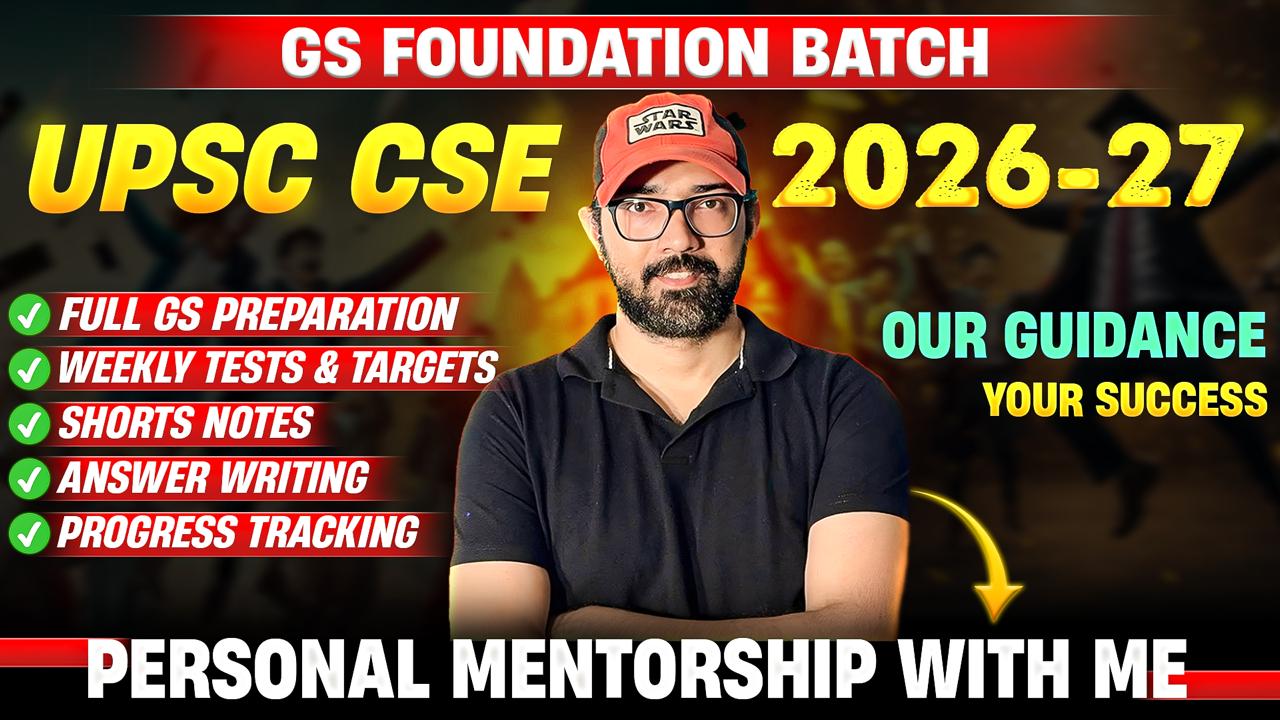 GS FOUNDATION BATCH
UPSC CSE
2026-27
STAR
WARS
FULL GS PREPARATION
WEEKLY TESTS & TARGETS
SHORTS NOTES
ANSWER WRITING
PROGRESS TRACKING
OUR GUIDANCE
YOUR SUCCESS
PERSONAL MENTORSHIP WITH ME